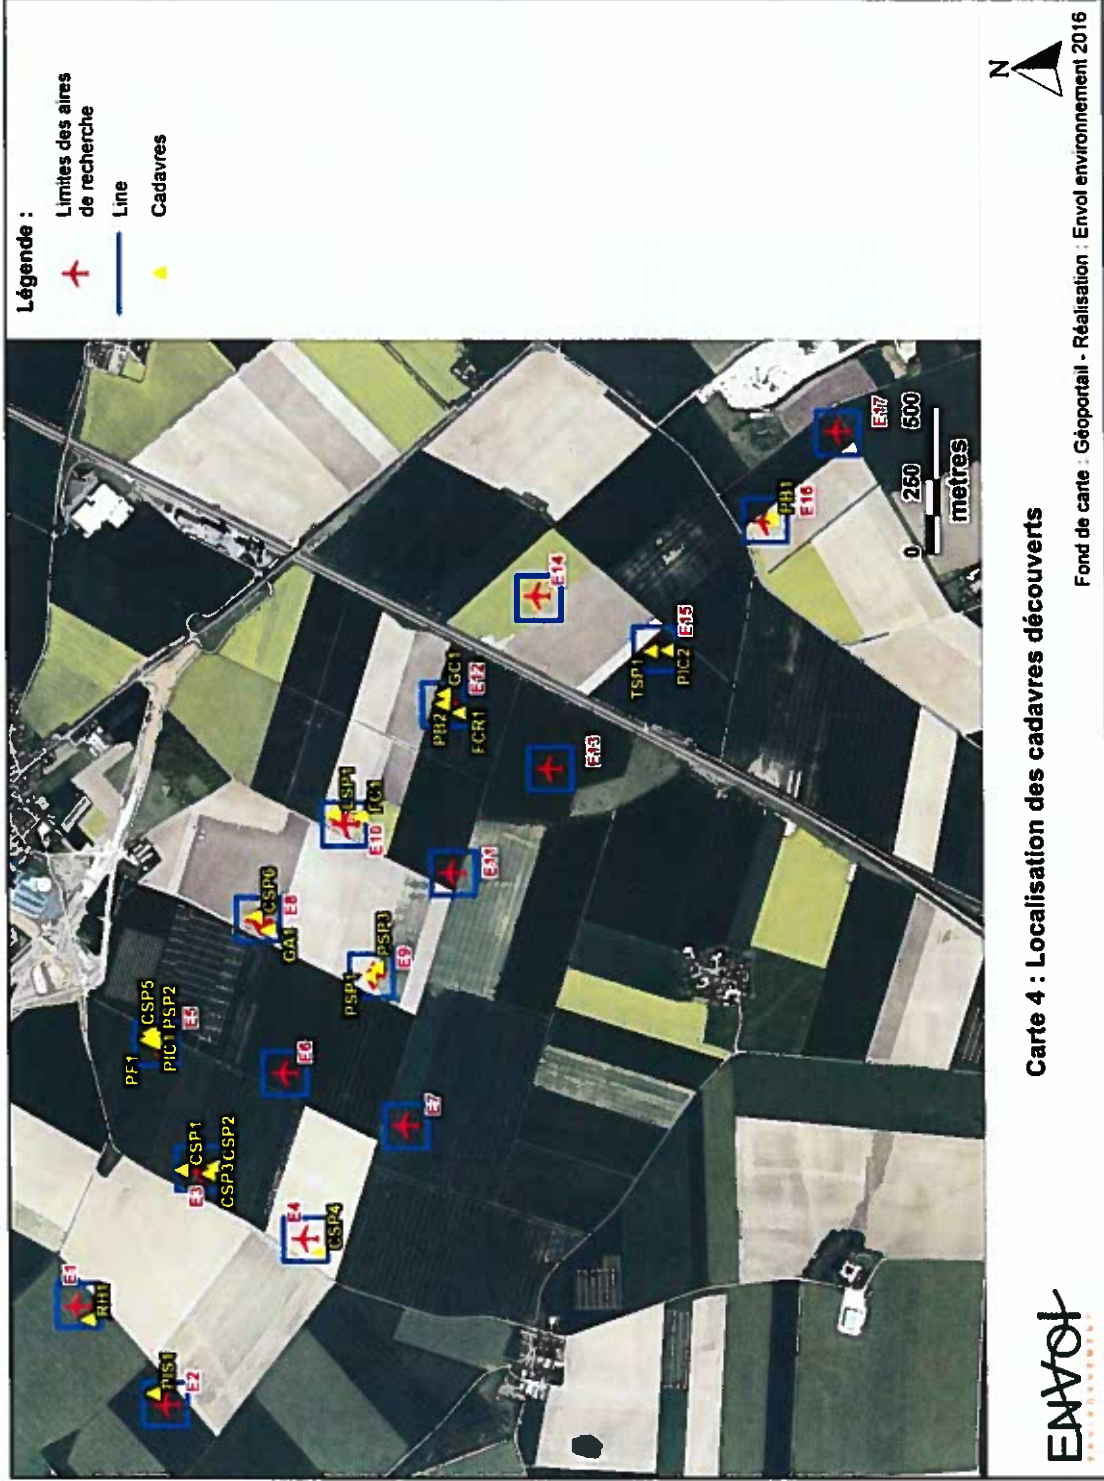 Légende :
Limites des aires
de recherche
Line
Cadavres
E1
RH1
PIS1
E2
CSP1
E3
CSP3 CSP2
E4
CSP4
PF1
CSP5
PIC1 PSP2
E5
E6
E7
CSP6
GA1
E8
PSP1
PSP3
E9
LSP1
FC1
E10
E11
PB2
GC1
FCR1
E12
E13
E14
TSP1
PIC2
E15
PB1
E16
E17
0 250 500
metres
N
Carte 4 : Localisation des cadavres découverts
Fond de carte : Géoportail - Réalisation : Envol environnement 2016
ENVOL
ENVIRONNEMENT